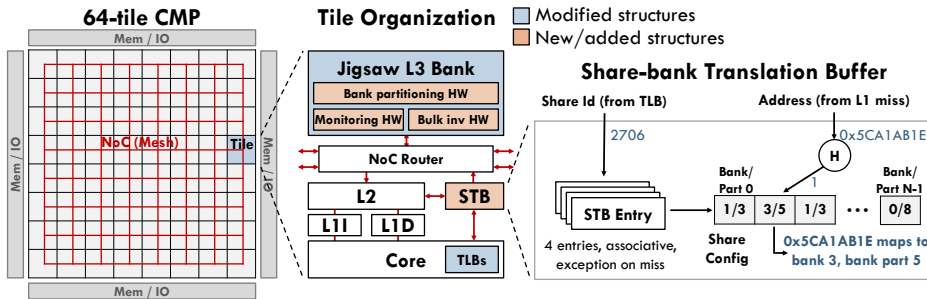 64-tile CMP
Mem / IO
Mem / IO
NoC (Mesh)
Tile
Mem / IO
Mem / IO
Tile Organization
Modified structures
New/added structures
Jigsaw L3 Bank
Bank partitioning HW
Monitoring HW
Bulk inv HW
NoC Router
L2
STB
L1I
L1D
Core
TLBs
Share-bank Translation Buffer
Share Id (from TLB)
Address (from L1 miss)
2706
0x5CA1AB1E
H
1
Bank/
Part 0
Bank/
Part N-1
STB Entry
1/3
3/5
1/3
•••
0/8
4 entries, associative,
exception on miss
Share
Config
0x5CA1AB1E maps to
bank 3, bank part 5